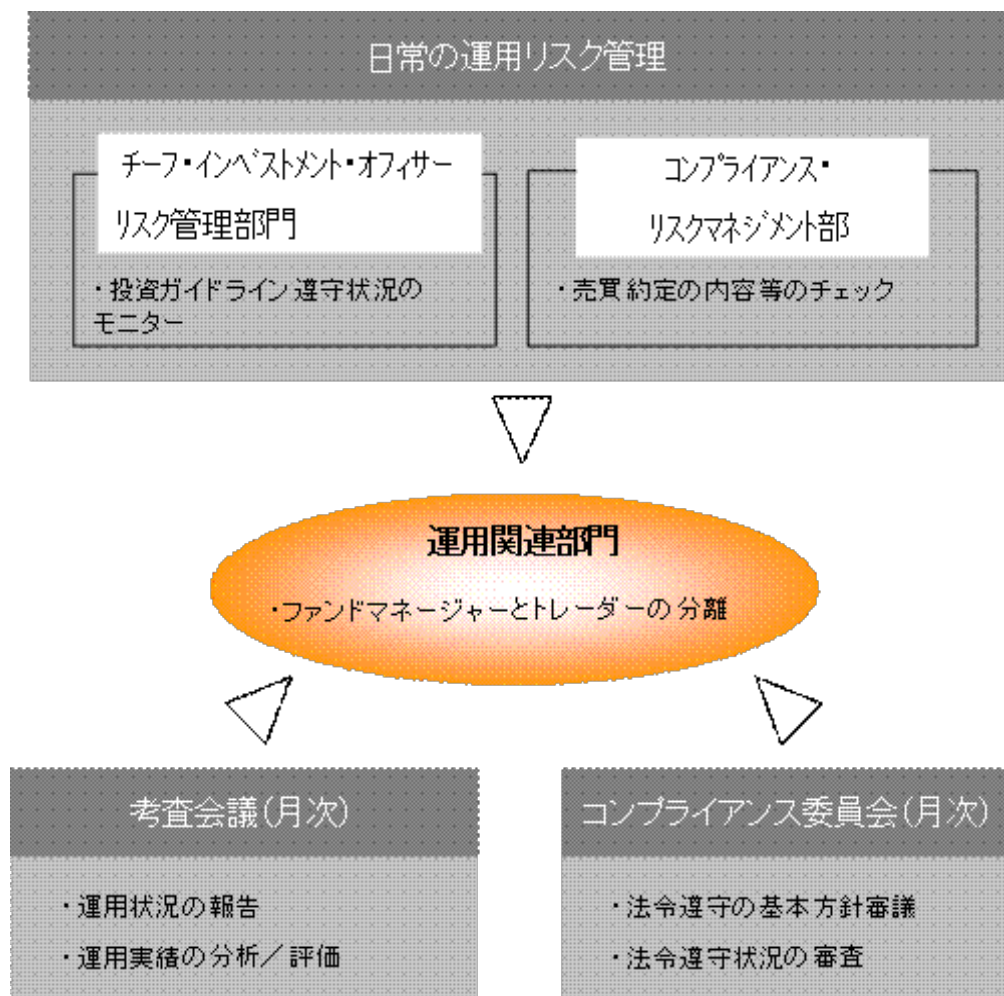 日常の運用リスク管理
チーフ・インベストメント・オフィサー
リスク管理部門
・投資ガイドライン遵守状況の
モニター
コンプライアンス・
リスクマネジメント部
・売買約定の内容等のチェック
運用関連部門
・ファンドマネージャーとトレーダーの分離
考査会議(月次)
・運用状況の報告
・運用実績の分析／評価
コンプライアンス委員会(月次)
・法令遵守の基本方針審議
・法令遵守状況の審査